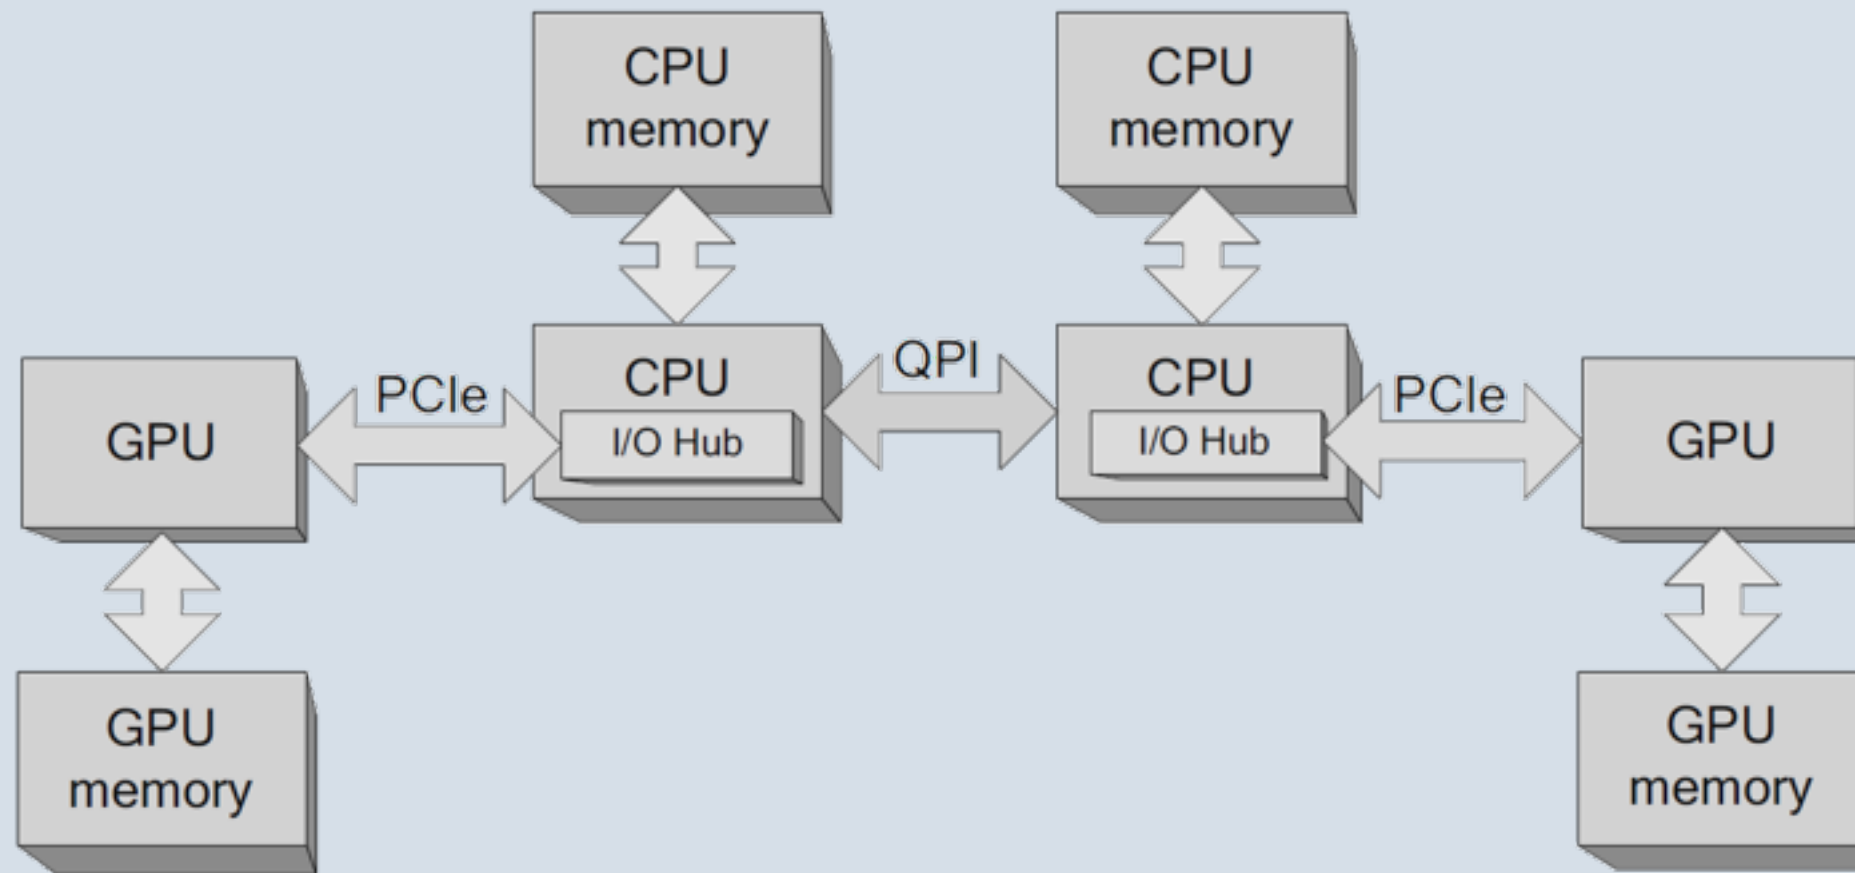 CPU
memory
CPU
memory
GPU
PCIe
CPU
I/O Hub
QPI
CPU
I/O Hub
PCIe
GPU
GPU
memory
GPU
memory